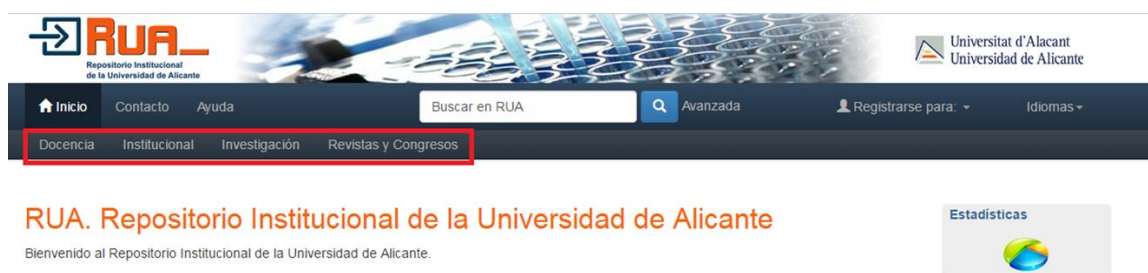 RUA_
Repositorio Institucional
de la Universidad de Alicante
Universitat d'Alacant
Universidad de Alicante
Inicio Contacto Ayuda Buscar en RUA Avanzada Registrarse para: Idiomas
Docencia Institucional Investigación Revistas y Congresos
RUA. Repositorio Institucional de la Universidad de Alicante
Estadísticas
Bienvenido al Repositorio Institucional de la Universidad de Alicante.